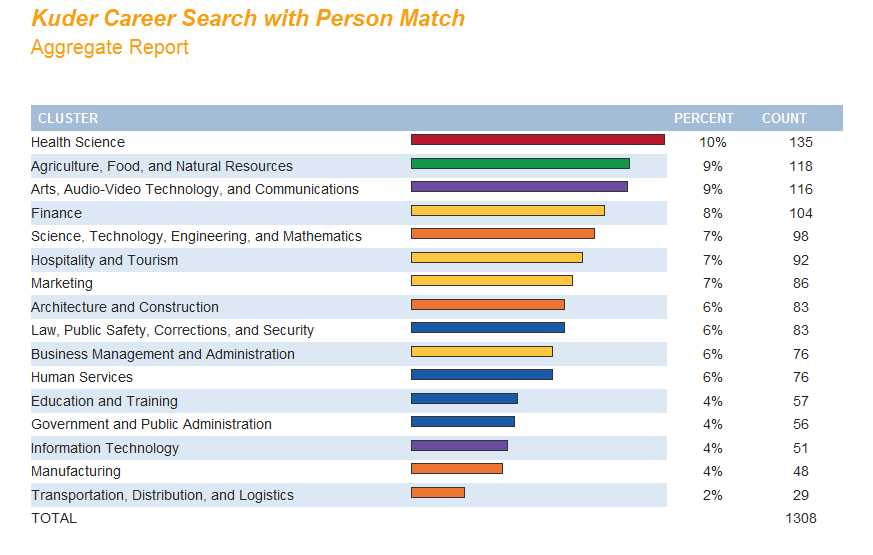 Kuder Career Search with Person Match
Aggregate Report
CLUSTER PERCENT COUNT
Health Science 10% 135
Agriculture, Food, and Natural Resources 9% 118
Arts, Audio-Video Technology, and Communications 9% 116
Finance 8% 104
Science, Technology, Engineering, and Mathematics 7% 98
Hospitality and Tourism 7% 92
Marketing 7% 86
Architecture and Construction 6% 83
Law, Public Safety, Corrections, and Security 6% 83
Business Management and Administration 6% 76
Human Services 6% 76
Education and Training 4% 57
Government and Public Administration 4% 56
Information Technology 4% 51
Manufacturing 4% 48
Transportation, Distribution, and Logistics 2% 29
TOTAL 1308